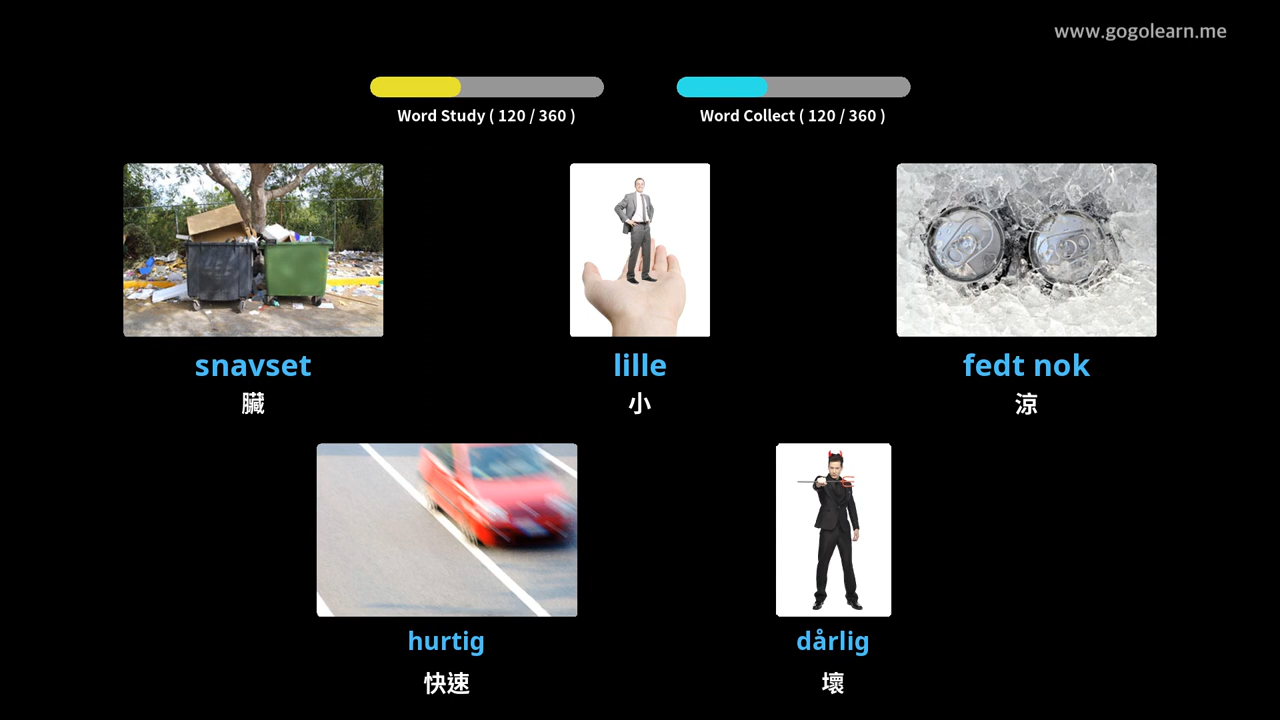 www.gogolearn.me
Word Study ( 120 / 360 )
Word Collect ( 120 / 360 )
snavset
臟
lille
小
fedt nok
涼
hurtig
快速
dårlig
壞